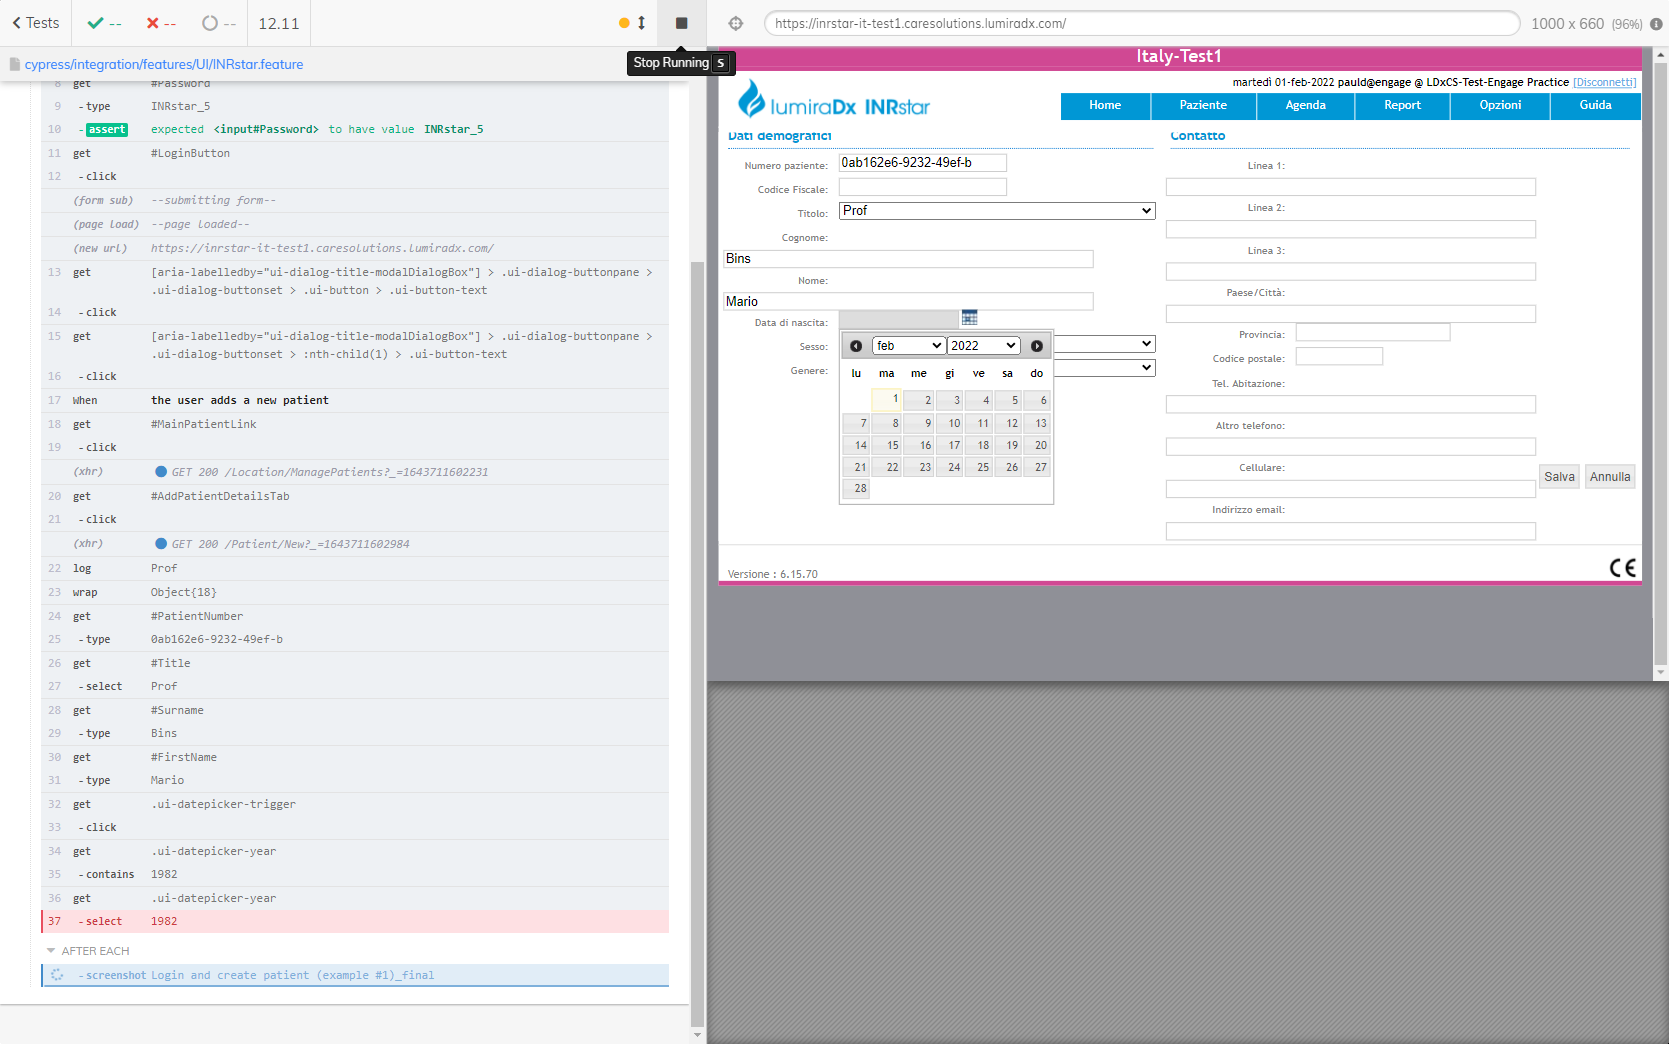 Tests
--
--
--
12.11
Stop Running S
https://inrstar-it-test1.caresolutions.lumiradx.com/
1000 x 660 (96%)
cypress/integration/features/UI/INRstar.feature
8 get #Password
9 -type INRstar_5
10 -assert expected <input#Password> to have value INRstar_5
11 get #LoginButton
12 -click
(form sub) --submitting form--
(page load) --page loaded--
(new url) https://inrstar-it-test1.caresolutions.lumiradx.com/
13 get [aria-labelledby="ui-dialog-title-modalDialogBox"] > .ui-dialog-buttonpane >
.ui-dialog-buttonset > .ui-button > .ui-button-text
14 -click
15 get [aria-labelledby="ui-dialog-title-modalDialogBox"] > .ui-dialog-buttonpane >
.ui-dialog-buttonset > :nth-child(1) > .ui-button-text
16 -click
17 When the user adds a new patient
18 get #MainPatientLink
19 -click
(xhr) GET 200 /Location/ManagePatients?_=1643711602231
20 get #AddPatientDetailsTab
21 -click
(xhr) GET 200 /Patient/New?_=1643711602984
22 log Prof
23 wrap Object{18}
24 get #PatientNumber
25 -type 0ab162e6-9232-49ef-b
26 get #Title
27 -select Prof
28 get #Surname
29 -type Bins
30 get #FirstName
31 -type Mario
32 get .ui-datepicker-trigger
33 -click
34 get .ui-datepicker-year
35 -contains 1982
36 get .ui-datepicker-year
37 -select 1982
AFTER EACH
-screenshot Login and create patient (example #1)_final
Italy-Test1
martedì 01-feb-2022 pauld@engage @ LDxCS-Test-Engage Practice [Disconnetti]
lumiraDx INRstar
Home Paziente Agenda Report Opzioni Guida
Dati demografici
Numero paziente: 0ab162e6-9232-49ef-b
Codice Fiscale:
Titolo: Prof
Cognome:
Bins
Nome:
Mario
Data di nascita:
Sesso:
Genere:
feb 2022
lu ma me gi ve sa do
1 2 3 4 5 6
7 8 9 10 11 12 13
14 15 16 17 18 19 20
21 22 23 24 25 26 27
28
Contatto
Linea 1:
Linea 2:
Linea 3:
Paese/Città:
Provincia:
Codice postale:
Tel. Abitazione:
Altro telefono:
Cellulare:
Indirizzo email:
Salva Annulla
Versione : 6.15.70
CE